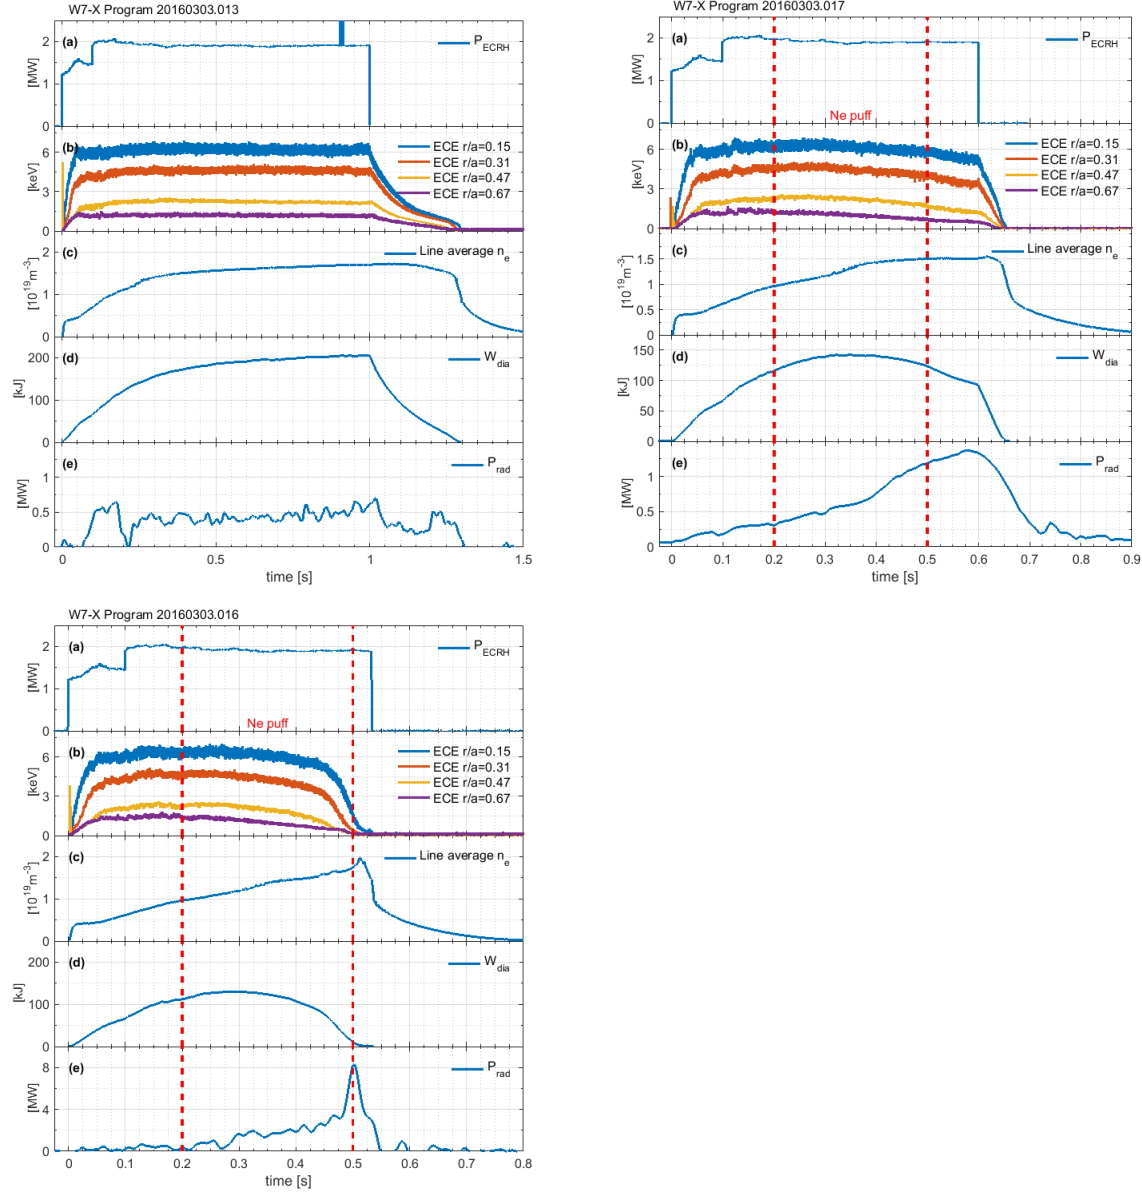 W7-X Program 20160303.013
(a)
P_ECRH
[MW]
2
1
0
(b)
ECE r/a=0.15
ECE r/a=0.31
ECE r/a=0.47
ECE r/a=0.67
[keV]
6
3
0
(c)
Line average n_e
[10^19 m^-3]
2
1
0
(d)
W_dia
[kJ]
200
100
0
(e)
P_rad
[MW]
1
0.5
0
0 0.5 1 1.5
time [s]
W7-X Program 20160303.017
(a)
P_ECRH
[MW]
2
1
0
Ne puff
(b)
ECE r/a=0.15
ECE r/a=0.31
ECE r/a=0.47
ECE r/a=0.67
[keV]
6
3
0
(c)
Line average n_e
[10^19 m^-3]
1.5
1
0.5
0
(d)
W_dia
[kJ]
150
100
50
0
(e)
P_rad
[MW]
1
0.5
0
0 0.1 0.2 0.3 0.4 0.5 0.6 0.7 0.8 0.9
time [s]
W7-X Program 20160303.016
(a)
P_ECRH
[MW]
2
1
0
Ne puff
(b)
ECE r/a=0.15
ECE r/a=0.31
ECE r/a=0.47
ECE r/a=0.67
[keV]
6
3
0
(c)
Line average n_e
[10^19 m^-3]
2
1
0
(d)
W_dia
[kJ]
200
100
0
(e)
P_rad
[MW]
8
4
0
0 0.1 0.2 0.3 0.4 0.5 0.6 0.7 0.8
time [s]